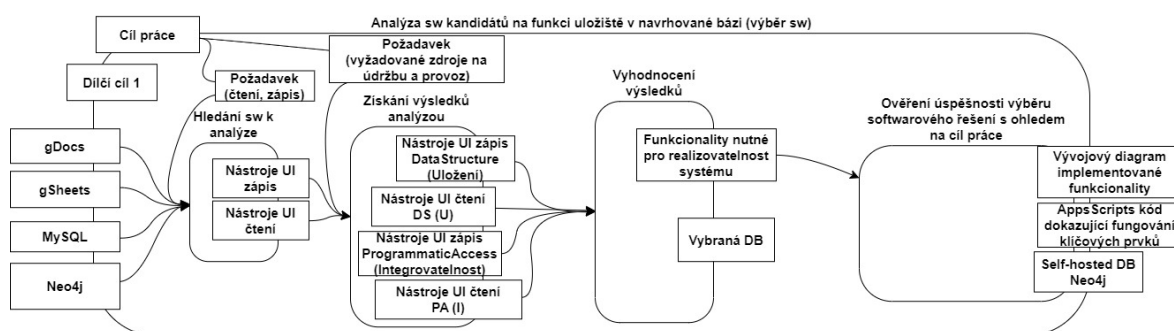 Analýza sw kandidátů na funkci uložiště v navrhované bázi (výběr sw)
Cíl práce
Dílčí cíl 1
Požadavek
(čtení, zápis)
Požadavek
(vyžadované zdroje na
údržbu a provoz)
gDocs
gSheets
MySQL
Neo4j
Hledání sw k
analýze
Nástroje UI
zápis
Nástroje UI
čtení
Získání výsledků
analýzou
Nástroje UI zápis
DataStructure
(Uložení)
Nástroje UI čtení
DS (U)
Nástroje UI zápis
ProgrammaticAccess
(Integrovatelnost)
Nástroje UI čtení
PA (I)
Vyhodnocení
výsledků
Funkcionality nutné
pro realizovatelnost
systému
Vybraná DB
Ověření úspěšnosti výběru
softwarového řešení s ohledem
na cíl práce
Vývojový diagram
implementované
funkcionality
AppsScripts kód
dokazující fungování
klíčových prvků
Self-hosted DB
Neo4j